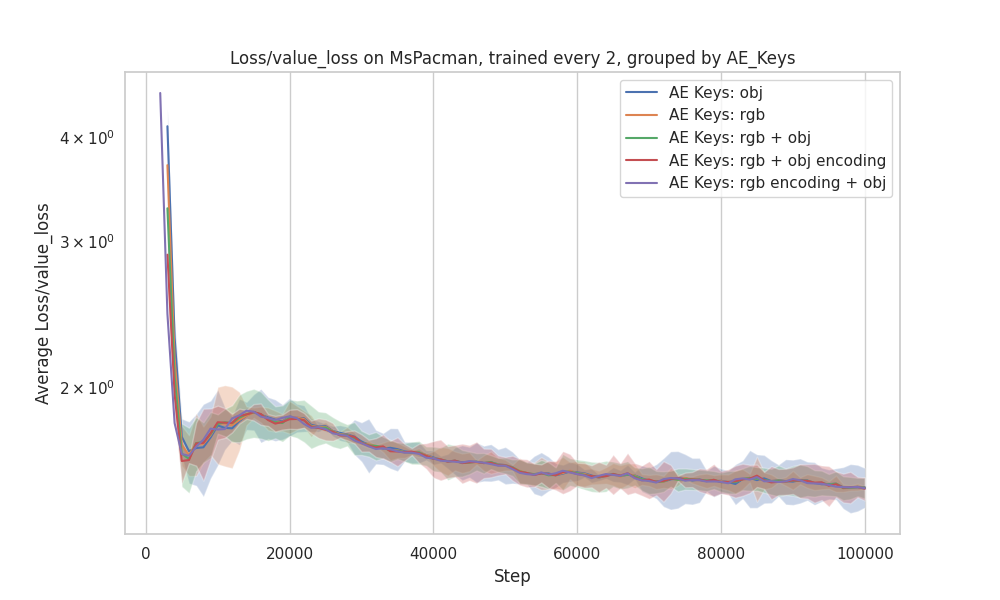 Loss/value_loss on MsPacman, trained every 2, grouped by AE_Keys
AE Keys: obj
AE Keys: rgb
AE Keys: rgb + obj
AE Keys: rgb + obj encoding
AE Keys: rgb encoding + obj
Average Loss/value_loss
4 × 10⁰
3 × 10⁰
2 × 10⁰
0
20000
40000
60000
80000
100000
Step